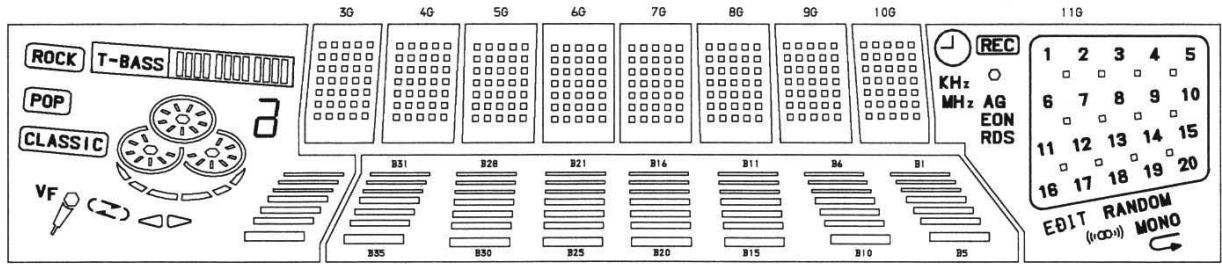 3G 4G 5G 6G 7G 8G 9G 10G 11G
ROCK T-BASS
POP
CLASSIC
VF
REC
KHz
MHz AG
EON
RDS
1 2 3 4 5
6 7 8 9 10
11 12 13 14 15
16 17 18 19 20
EDIT RANDOM
MONO
B31 B28 B21 B16 B11 B6 B1
B35 B30 B25 B20 B15 B10 B5